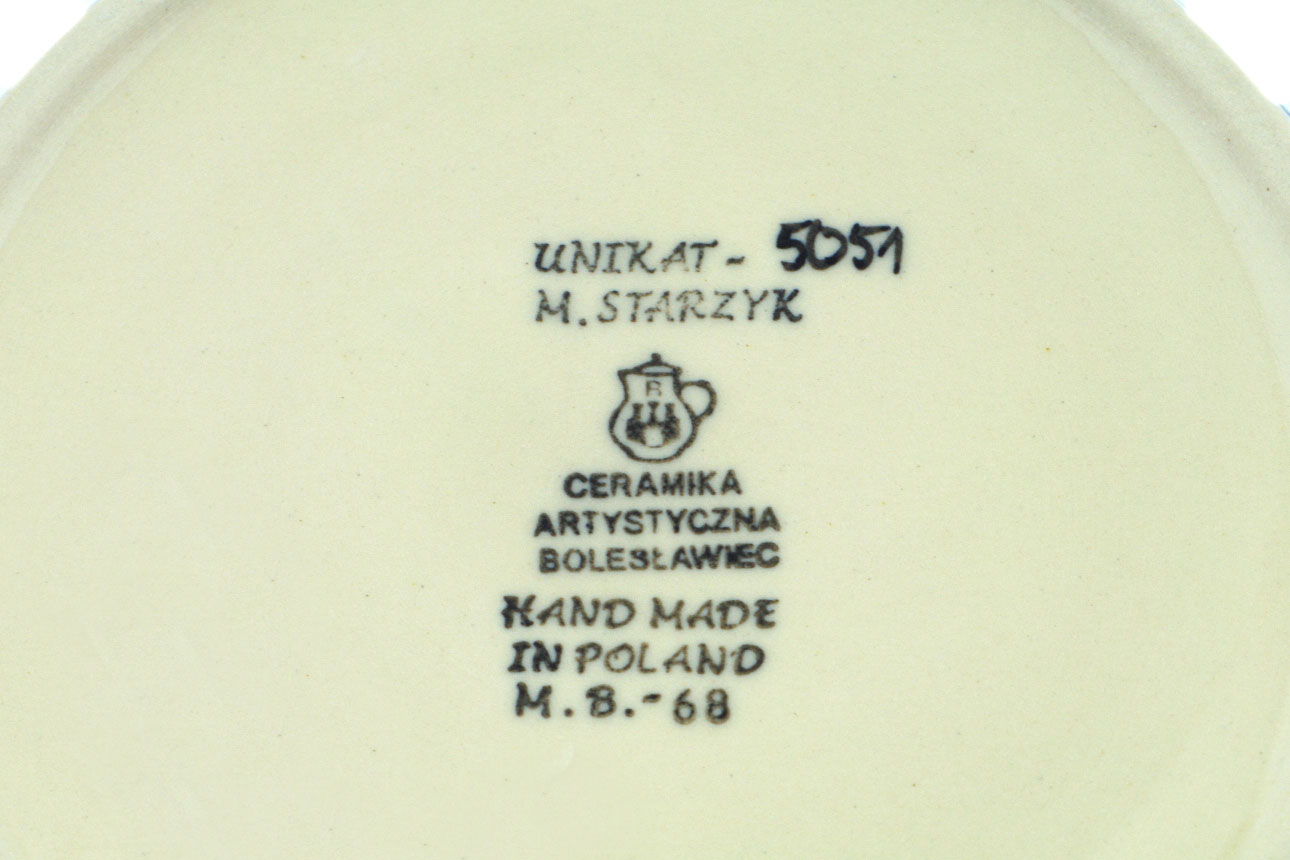 UNIKAT - 5051
M. STARZYK
B
CERAMIKA
ARTYSTYCZNA
BOLESŁAWIEC
HAND MADE
IN POLAND
M. B.-68